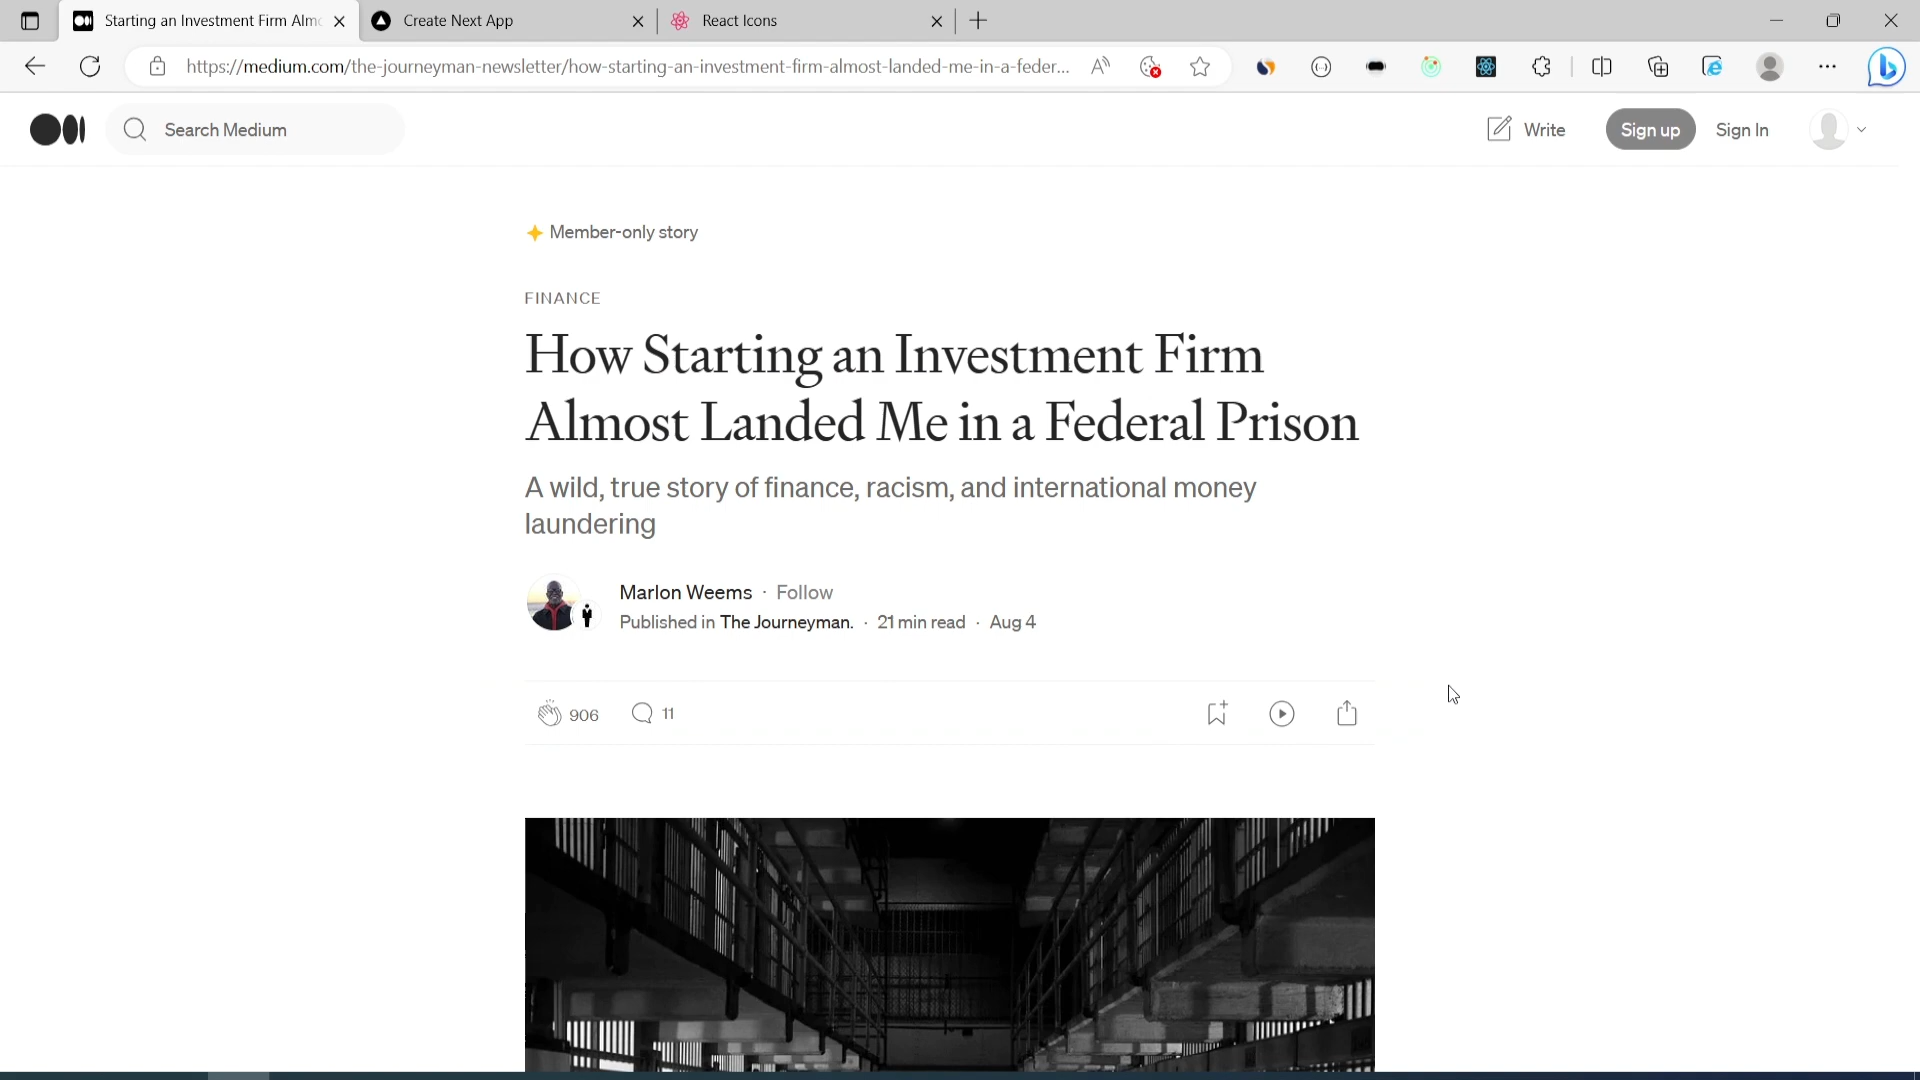 Starting an Investment Firm Almo
Create Next App
React Icons
https://medium.com/the-journeyman-newsletter/how-starting-an-investment-firm-almost-landed-me-in-a-feder...
Search Medium
Write
Sign up
Sign In
Member-only story
FINANCE
How Starting an Investment Firm
Almost Landed Me in a Federal Prison
A wild, true story of finance, racism, and international money
laundering
Marlon Weems · Follow
Published in The Journeyman. · 21 min read · Aug 4
906
11